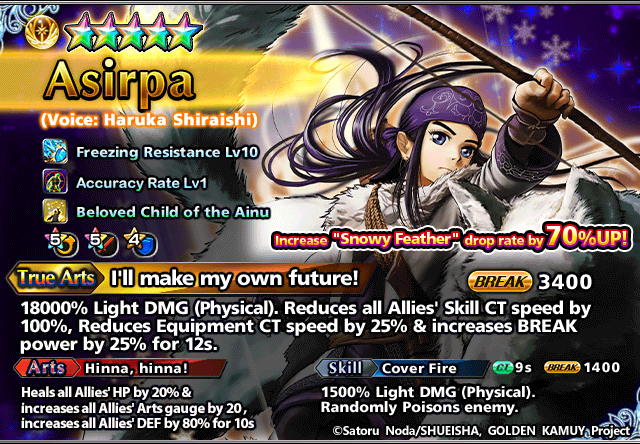 Asirpa
(Voice: Haruka Shiraishi)
Freezing Resistance Lv10
Accuracy Rate Lv1
Beloved Child of the Ainu
5 5 4
Increase "Snowy Feather" drop rate by 70%UP!
True Arts I'll make my own future! BREAK 3400
18000% Light DMG (Physical). Reduces all Allies' Skill CT speed by
100%, Reduces Equipment CT speed by 25% & increases BREAK
power by 25% for 12s.
Arts Hinna, hinna!
Heals all Allies' HP by 20% &
increases all Allies' Arts gauge by 20 ,
increases all Allies' DEF by 80% for 10s
Skill Cover Fire CT 9s BREAK 1400
1500% Light DMG (Physical).
Randomly Poisons enemy.
©Satoru Noda/SHUEISHA, GOLDEN KAMUY Project